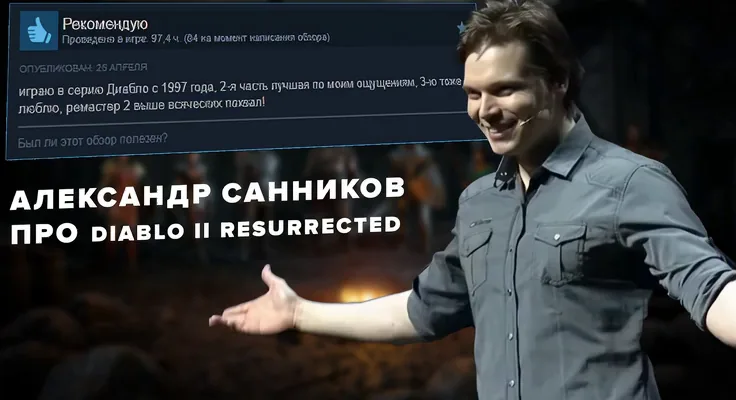 Рекомендую
Проведено в игре: 97,4 ч. (84 на момент написания обзора)
ОПУБЛИКОВАН: 25 АПРЕЛЯ
играю в серию Диабло с 1997 года, 2-я часть лучшая по моим ощущениям, 3-ю тоже
люблю, ремастер 2 выше всяческих похвал!
Был ли этот обзор полезен?
АЛЕКСАНДР САННИКОВ
ПРО DIABLO II RESURRECTED